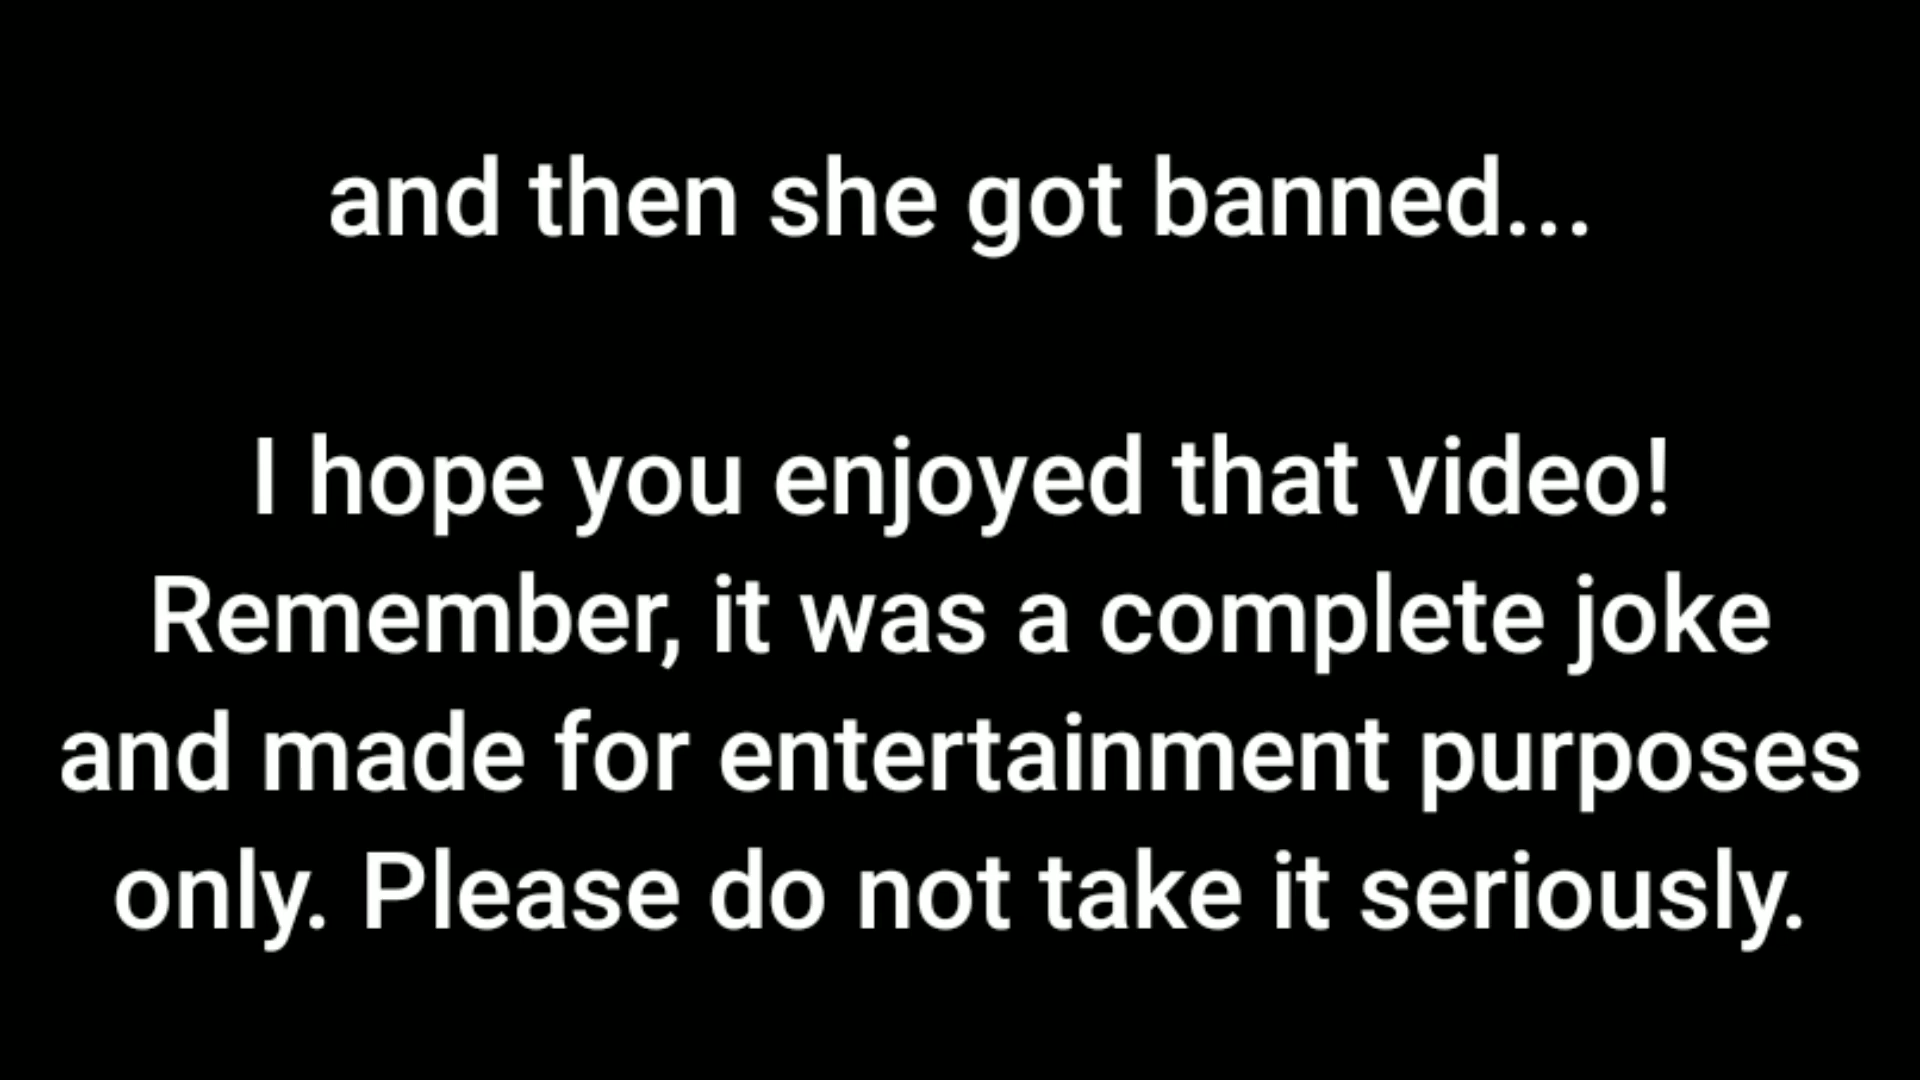 and then she got banned...
I hope you enjoyed that video!
Remember, it was a complete joke
and made for entertainment purposes
only. Please do not take it seriously.